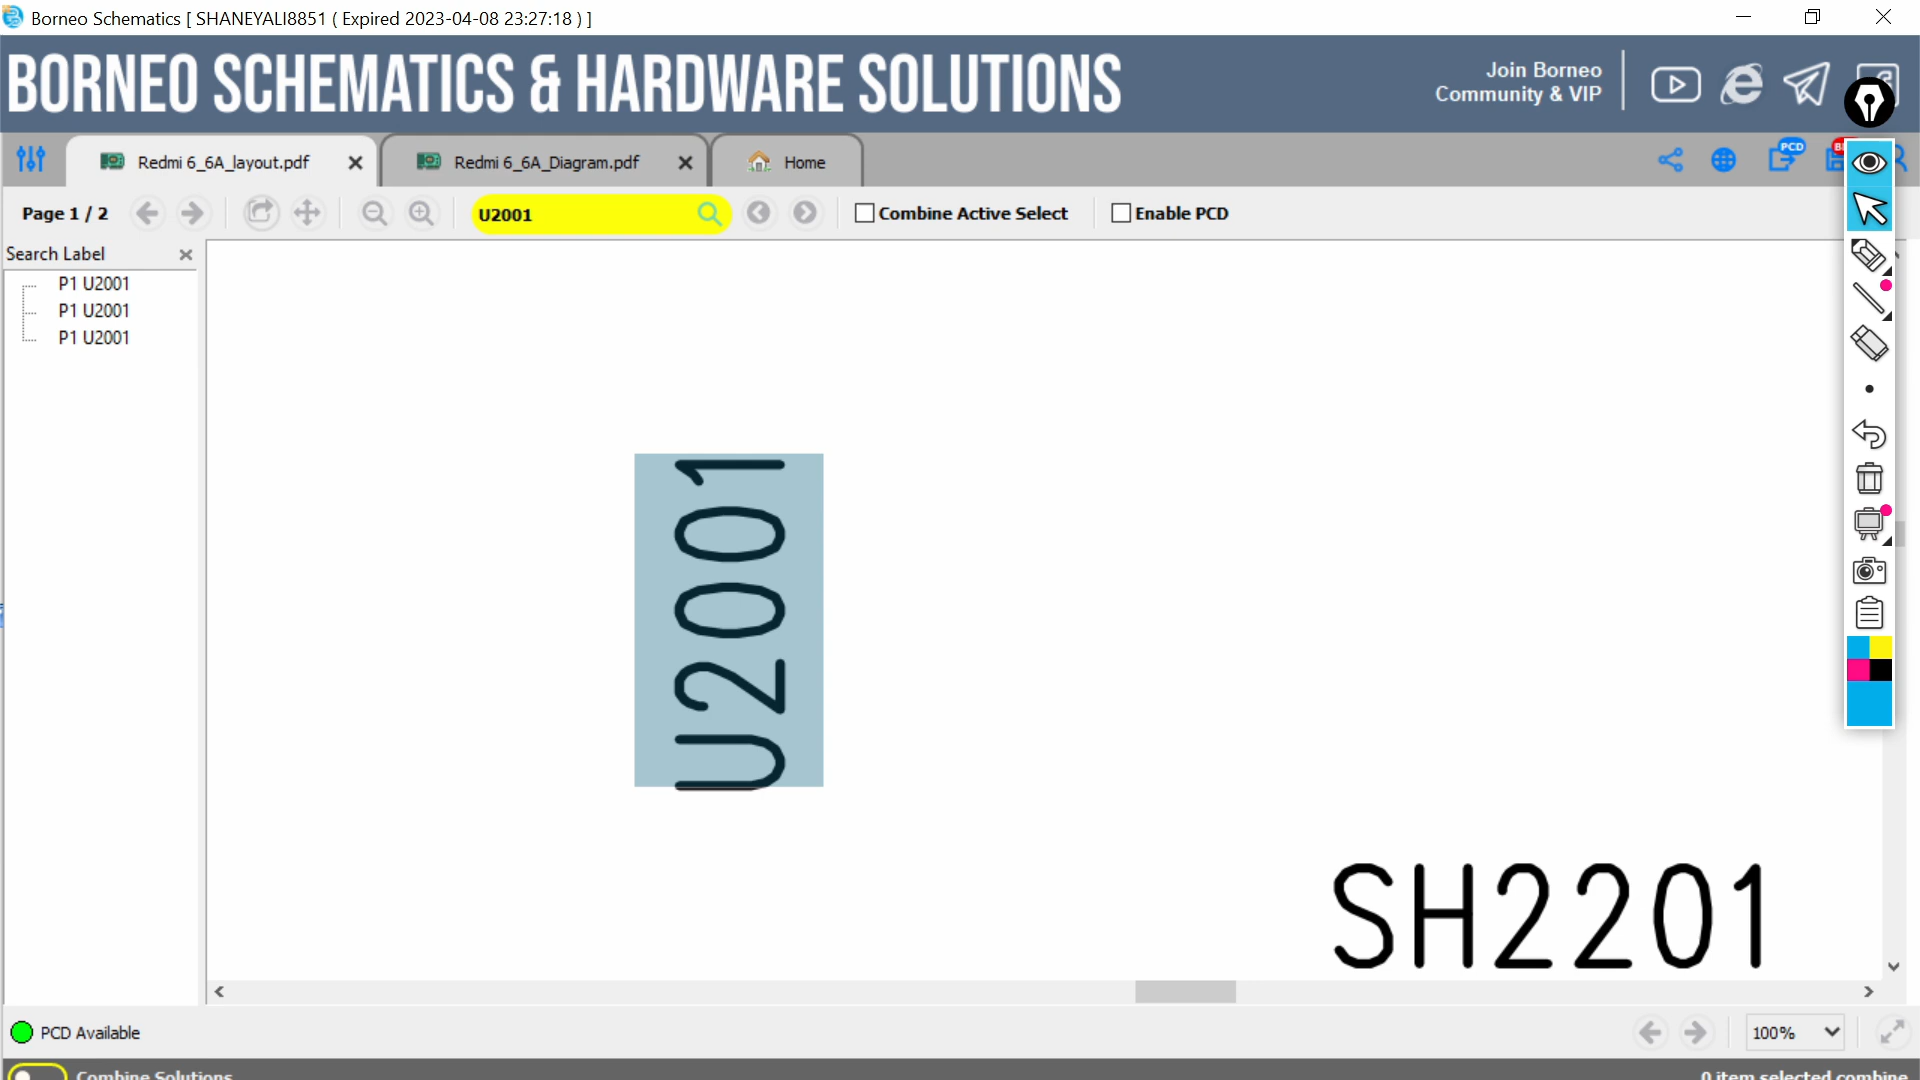 Borneo Schematics [ SHANEYALI8851 ( Expired 2023-04-08 23:27:18 ) ]
BORNEO SCHEMATICS & HARDWARE SOLUTIONS
Join Borneo
Community & VIP
Redmi 6_6A_layout.pdf
Redmi 6_6A_Diagram.pdf
Home
PCD
Page 1 / 2
U2001
Combine Active Select
Enable PCD
Search Label
P1 U2001
P1 U2001
P1 U2001
U2001
SH2201
PCD Available
100%
Combine Solutions
0 item selected combine